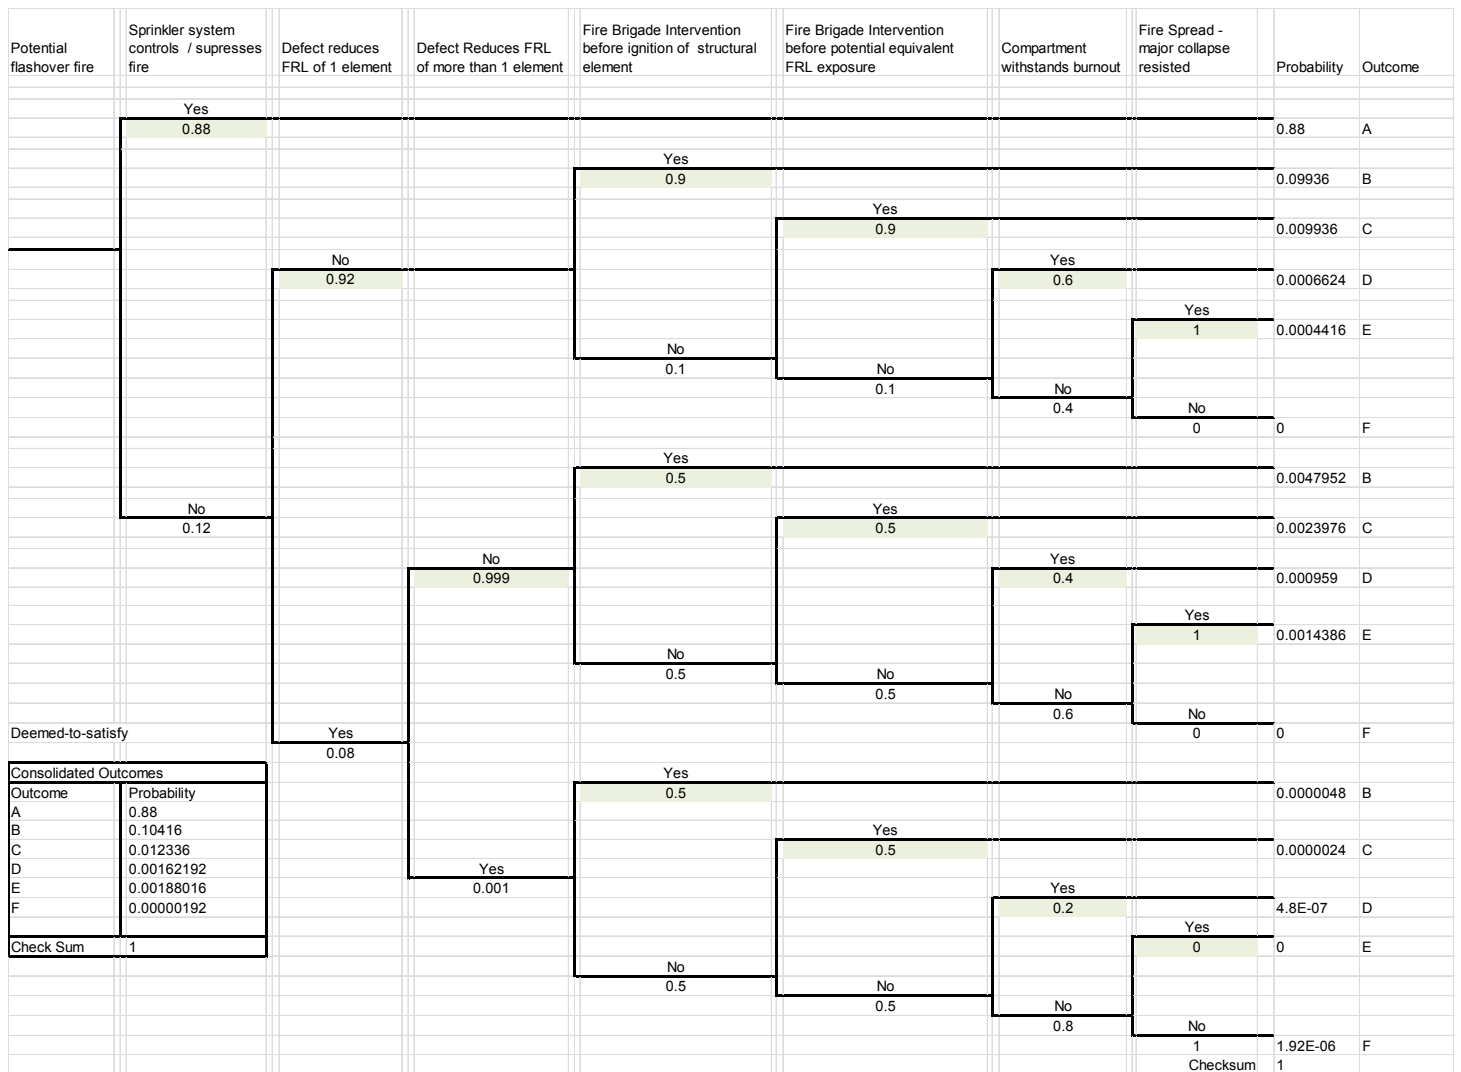 Potential flashover fire
Sprinkler system controls / supresses fire
Defect reduces FRL of 1 element
Defect Reduces FRL of more than 1 element
Fire Brigade Intervention before ignition of structural element
Fire Brigade Intervention before potential equivalent FRL exposure
Compartment withstands burnout
Fire Spread - major collapse resisted
Probability
Outcome
Yes
0.88
0.88 A
Yes
0.9
0.09936 B
Yes
0.9
0.009936 C
No
0.92
Yes
0.6
0.0006624 D
Yes
1
0.0004416 E
No
0.1
No
0.1
No
0.4
No
0
0 F
Yes
0.5
0.0047952 B
No
0.12
Yes
0.5
0.0023976 C
No
0.999
Yes
0.4
0.000959 D
Yes
1
0.0014386 E
No
0.5
No
0.5
No
0.6
No
0
0 F
Deemed-to-satisfy
Yes
0.08
Consolidated Outcomes
Outcome Probability
A 0.88
B 0.10416
C 0.012336
D 0.00162192
E 0.00188016
F 0.00000192
Check Sum 1
Yes
0.5
0.0000048 B
Yes
0.5
0.0000024 C
Yes
0.001
Yes
0.2
4.8E-07 D
Yes
0
0 E
No
0.5
No
0.5
No
0.8
No
1
1.92E-06 F
Checksum 1